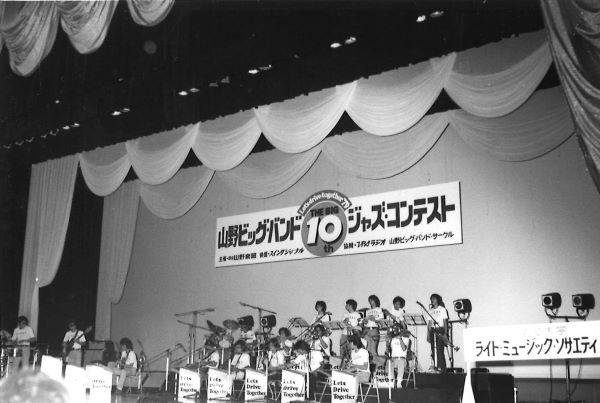 Let's drive together '79
山野ビッグ・バンド THE BIG 10th ジャズ・コンテスト
主催・山野楽器 後援・スイングジャーナル 協賛・ラジオ 山野ビッグ・バンド・サークル
大学
ライト・ミュージック・ソサエティ
Let's Drive Together
Let's Drive Together
Let's Drive Together
Let's Drive Together